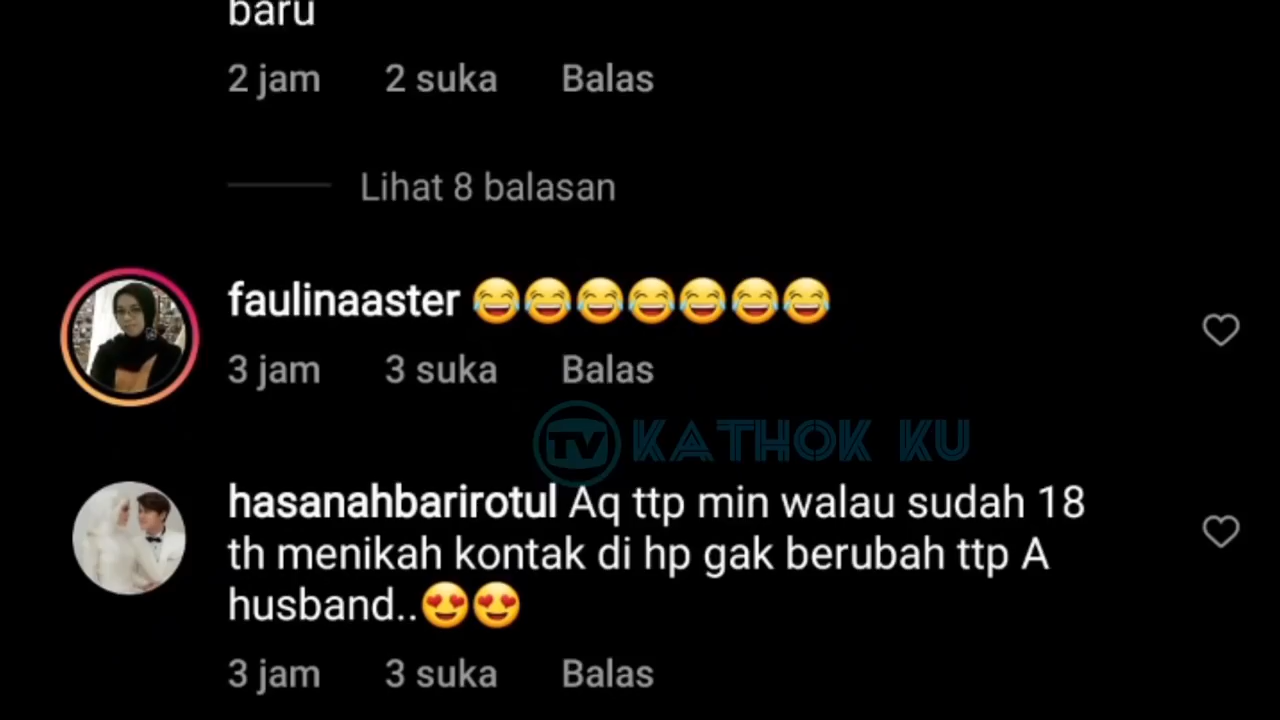 baru
2 jam 2 suka Balas
Lihat 8 balasan
faulinaaster 😂😂😂😂😂😂😂
3 jam 3 suka Balas
TV KATHOK KU
hasanahbarirotul Aq ttp min walau sudah 18
th menikah kontak di hp gak berubah ttp A
husband..😍😍
3 jam 3 suka Balas